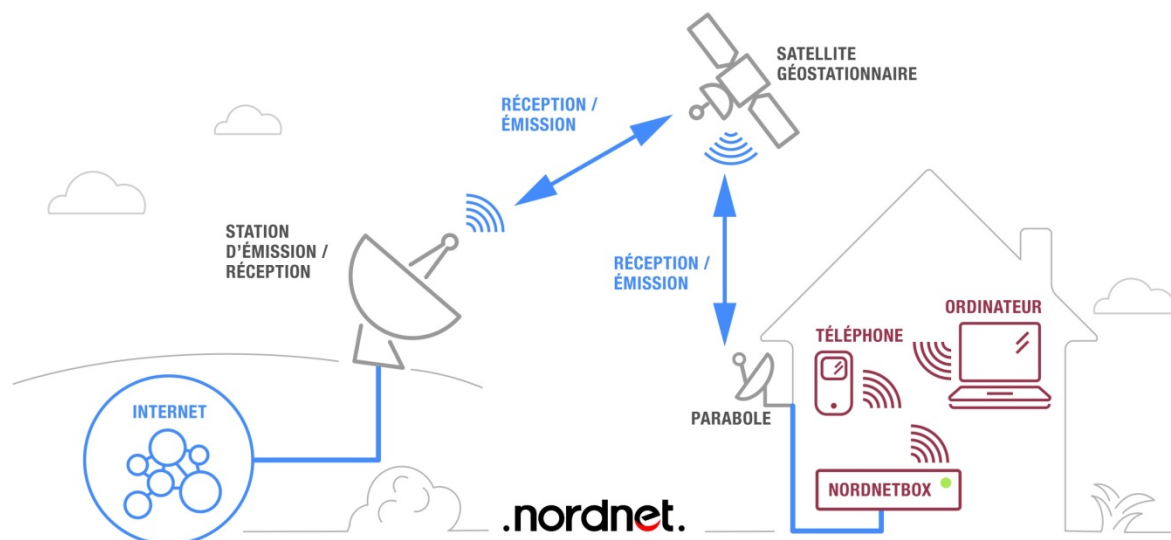 SATELLITE
GÉOSTATIONNAIRE
RÉCEPTION /
ÉMISSION
STATION
D'ÉMISSION /
RÉCEPTION
RÉCEPTION /
ÉMISSION
ORDINATEUR
TÉLÉPHONE
INTERNET
PARABOLE
NORDNETBOX
.nordnet.